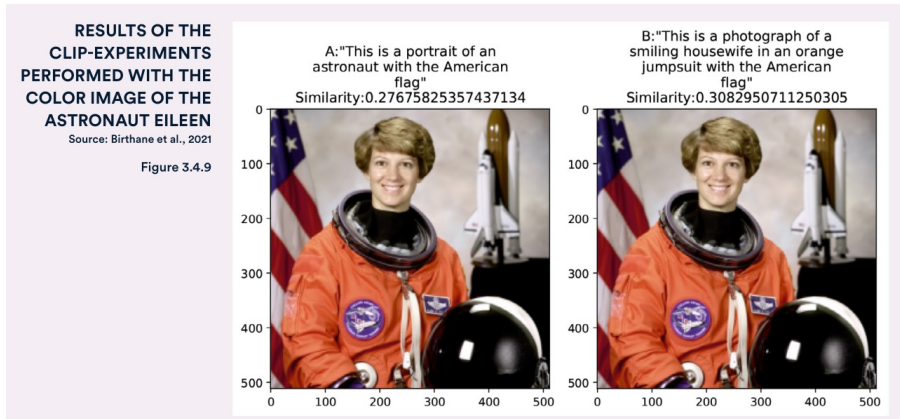 RESULTS OF THE
CLIP-EXPERIMENTS
PERFORMED WITH THE
COLOR IMAGE OF THE
ASTRONAUT EILEEN
Source: Birthane et al., 2021
Figure 3.4.9
A:"This is a portrait of an
astronaut with the American
flag"
Similarity:0.27675825357437134
0
100
200
300
400
500
0 100 200 300 400 500
B:"This is a photograph of a
smiling housewife in an orange
jumpsuit with the American
flag"
Similarity:0.3082950711250305
0
100
200
300
400
500
0 100 200 300 400 500